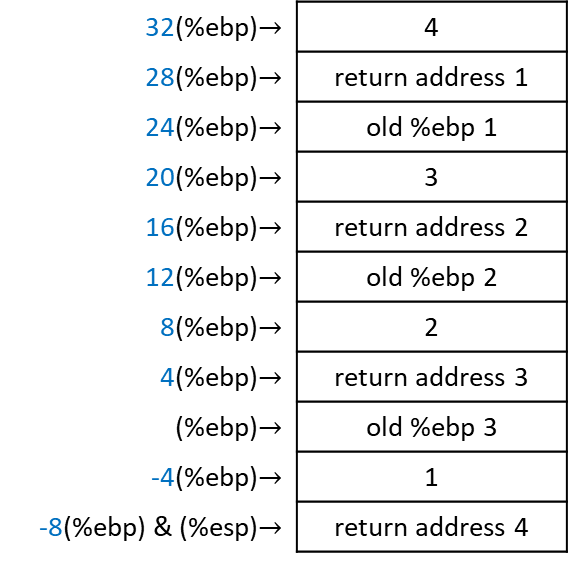 32(%ebp)→ 4
28(%ebp)→ return address 1
24(%ebp)→ old %ebp 1
20(%ebp)→ 3
16(%ebp)→ return address 2
12(%ebp)→ old %ebp 2
8(%ebp)→ 2
4(%ebp)→ return address 3
(%ebp)→ old %ebp 3
-4(%ebp)→ 1
-8(%ebp) & (%esp)→ return address 4